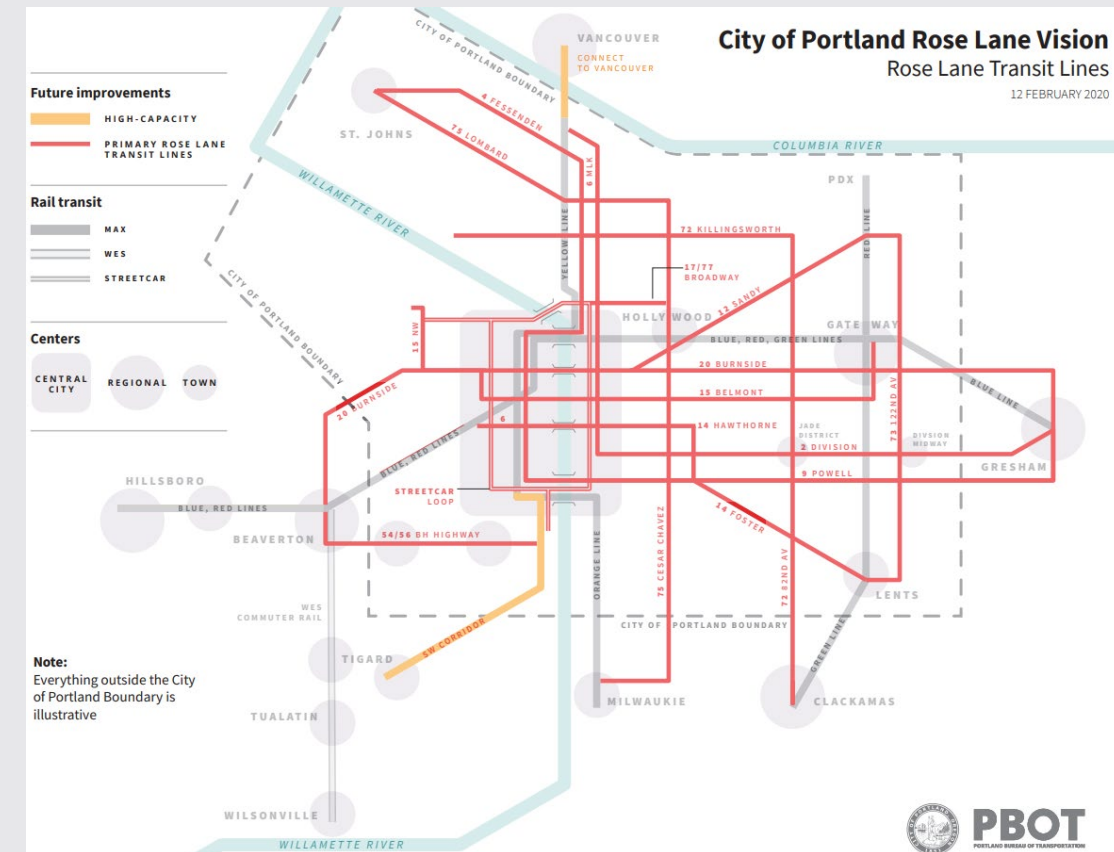 City of Portland Rose Lane Vision
Rose Lane Transit Lines
12 FEBRUARY 2020
Future improvements
HIGH-CAPACITY
PRIMARY ROSE LANE
TRANSIT LINES
Rail transit
MAX
WES
STREETCAR
Centers
CENTRAL
CITY
REGIONAL
TOWN
CITY OF PORTLAND BOUNDARY
VANCOUVER
CONNECT
TO VANCOUVER
ST. JOHNS
4 FESSENDEN
75 LOMBARD
6 MLK
COLUMBIA RIVER
PDX
WILLAMETTE RIVER
YELLOW LINE
RED LINE
72 KILLINGSWORTH
17/77
BROADWAY
12 SANDY
CITY OF PORTLAND BOUNDARY
HOLLYWOOD
GATEWAY
15 NW
BLUE, RED, GREEN LINES
20 BURNSIDE
20 BURNSIDE
15 BELMONT
BLUE LINE
73 122ND AV
6
14 HAWTHORNE
JADE
DISTRICT
DIVSION
MIDWAY
2 DIVISION
BLUE, RED LINES
GRESHAM
9 POWELL
HILLSBORO
STREETCAR
LOOP
BLUE, RED LINES
14 FOSTER
BEAVERTON
54/56 BH HIGHWAY
ORANGE LINE
75 CESAR CHAVEZ
72 82ND AV
LENTS
WES
COMMUTER RAIL
CITY OF PORTLAND BOUNDARY
SW CORRIDOR
GREEN LINE
TIGARD
Note:
Everything outside the City
of Portland Boundary is
illustrative
MILWAUKIE
CLACKAMAS
TUALATIN
WILSONVILLE
WILLAMETTE RIVER
PBOT
PORTLAND BUREAU OF TRANSPORTATION